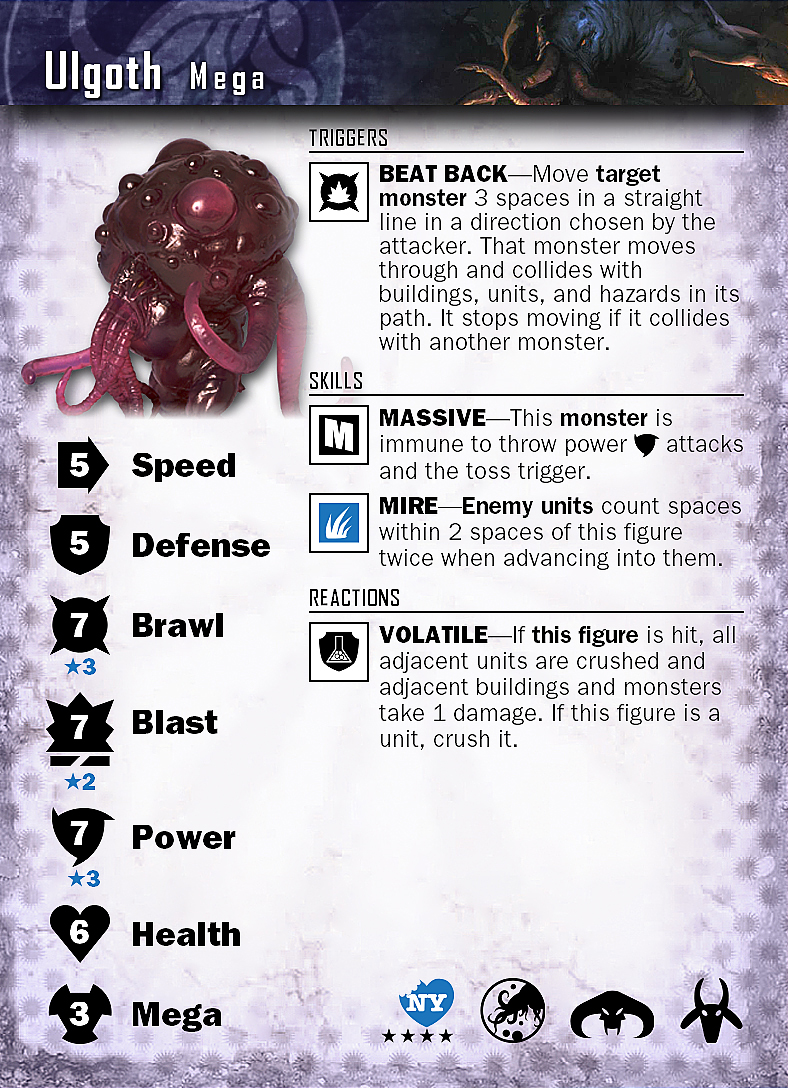 Ulgoth Mega
TRIGGERS
BEAT BACK—Move target
monster 3 spaces in a straight
line in a direction chosen by the
attacker. That monster moves
through and collides with
buildings, units, and hazards in its
path. It stops moving if it collides
with another monster.
SKILLS
M
MASSIVE—This monster is
immune to throw power attacks
and the toss trigger.
MIRE—Enemy units count spaces
within 2 spaces of this figure
twice when advancing into them.
REACTIONS
VOLATILE—If this figure is hit, all
adjacent units are crushed and
adjacent buildings and monsters
take 1 damage. If this figure is a
unit, crush it.
5 Speed
5 Defense
7 Brawl
★3
7 Blast
★2
7 Power
★3
6 Health
3 Mega
NY
★★★★